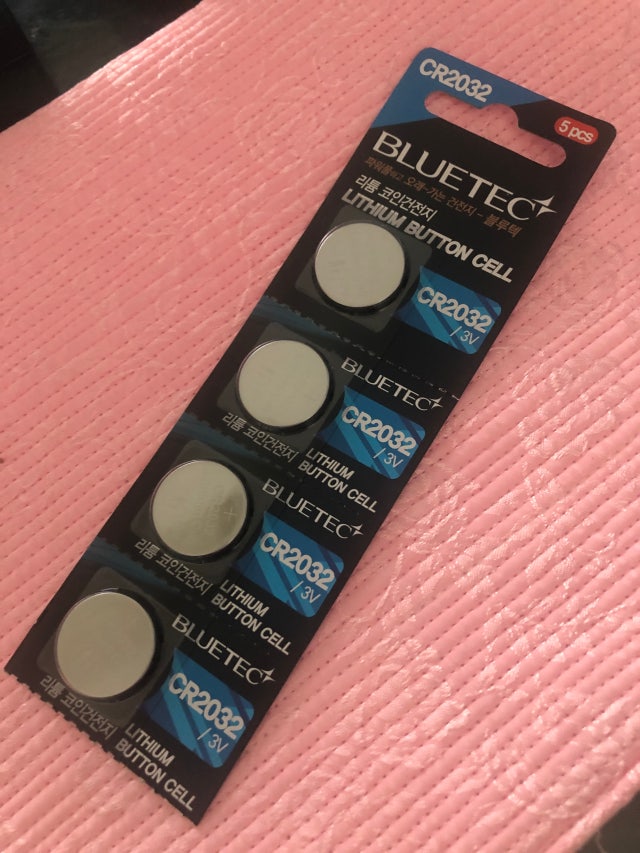 CR2032
5 pcs
BLUETEC
파워풀하고 오래~가는 건전지 - 블루텍
리튬 코인건전지
LITHIUM BUTTON CELL
CR2032
/ 3V
BLUETEC
CR2032
/ 3V
리튬 코인건전지
LITHIUM
BUTTON CELL
BLUETEC
CR2032
/ 3V
리튬 코인건전지
LITHIUM
BUTTON CELL
BLUETEC
CR2032
/ 3V
리튬 코인건전지
LITHIUM
BUTTON CELL